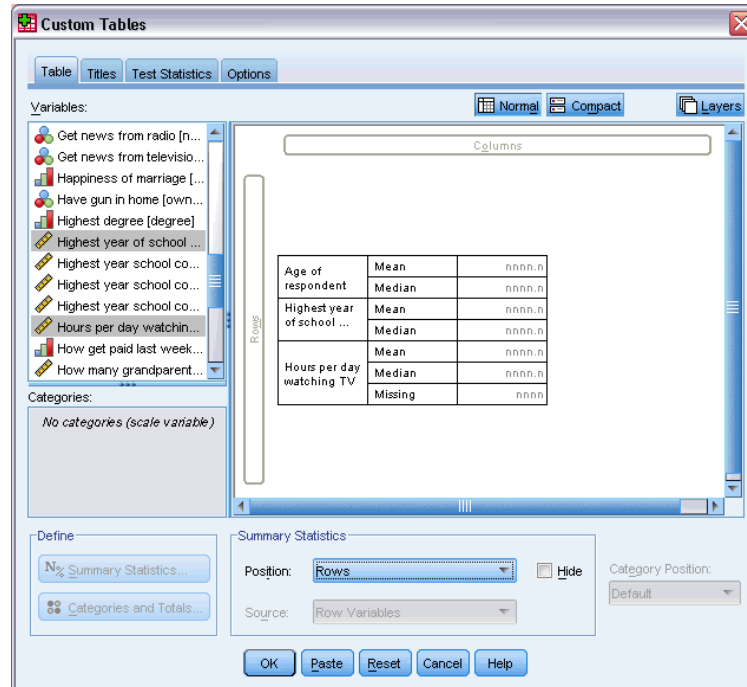 Custom Tables
Table Titles Test Statistics Options
Variables:
Normal Compact Layers
Get news from radio [n...
Get news from televisio...
Happiness of marriage [...
Have gun in home [own...
Highest degree [degree]
Highest year of school ...
Highest year school co...
Highest year school co...
Highest year school co...
Hours per day watchin...
How get paid last week...
How many grandparent...
Categories:
No categories (scale variable)
Columns
Rows
Age of respondent Mean nnnn.n
Median nnnn.n
Highest year of school ... Mean nnnn.n
Median nnnn.n
Hours per day watching TV Mean nnnn.n
Median nnnn.n
Missing nnnn
Define
N% Summary Statistics...
Categories and Totals...
Summary Statistics
Position: Rows Hide
Source: Row Variables
Category Position:
Default
OK Paste Reset Cancel Help